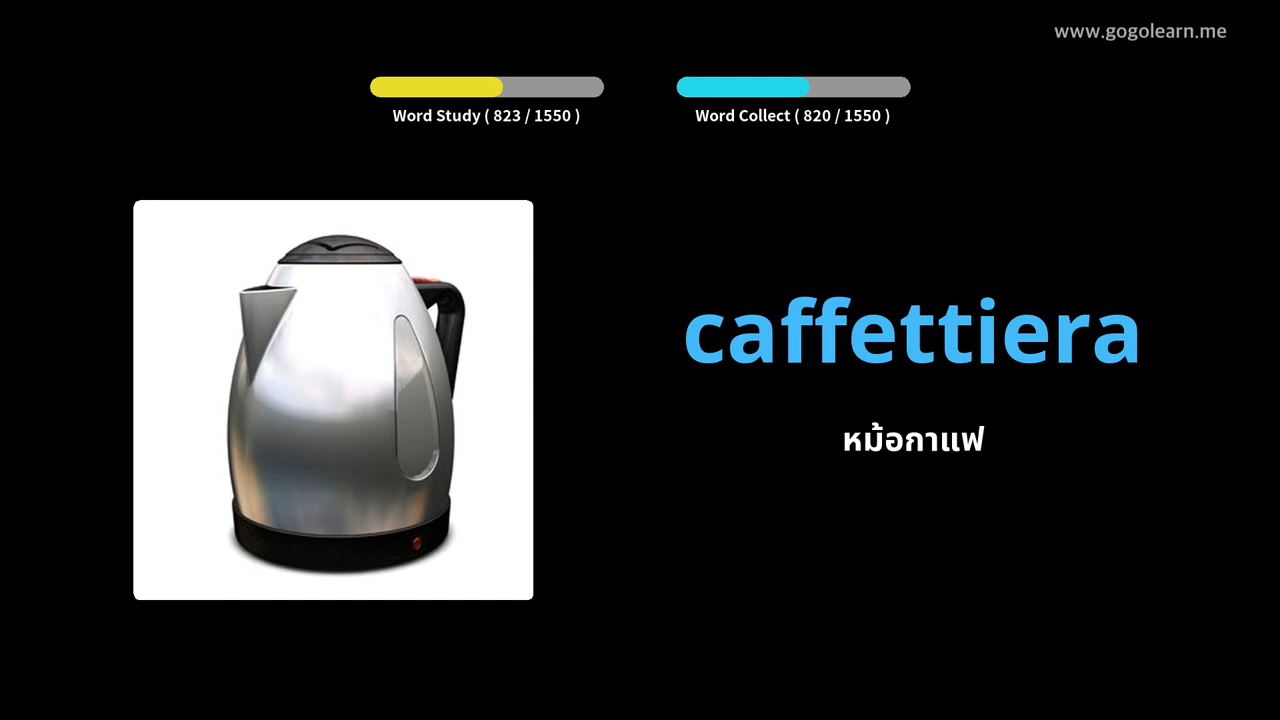 www.gogolearn.me
Word Study ( 823 / 1550 )
Word Collect ( 820 / 1550 )
caffettiera
หม้อกาแฟ